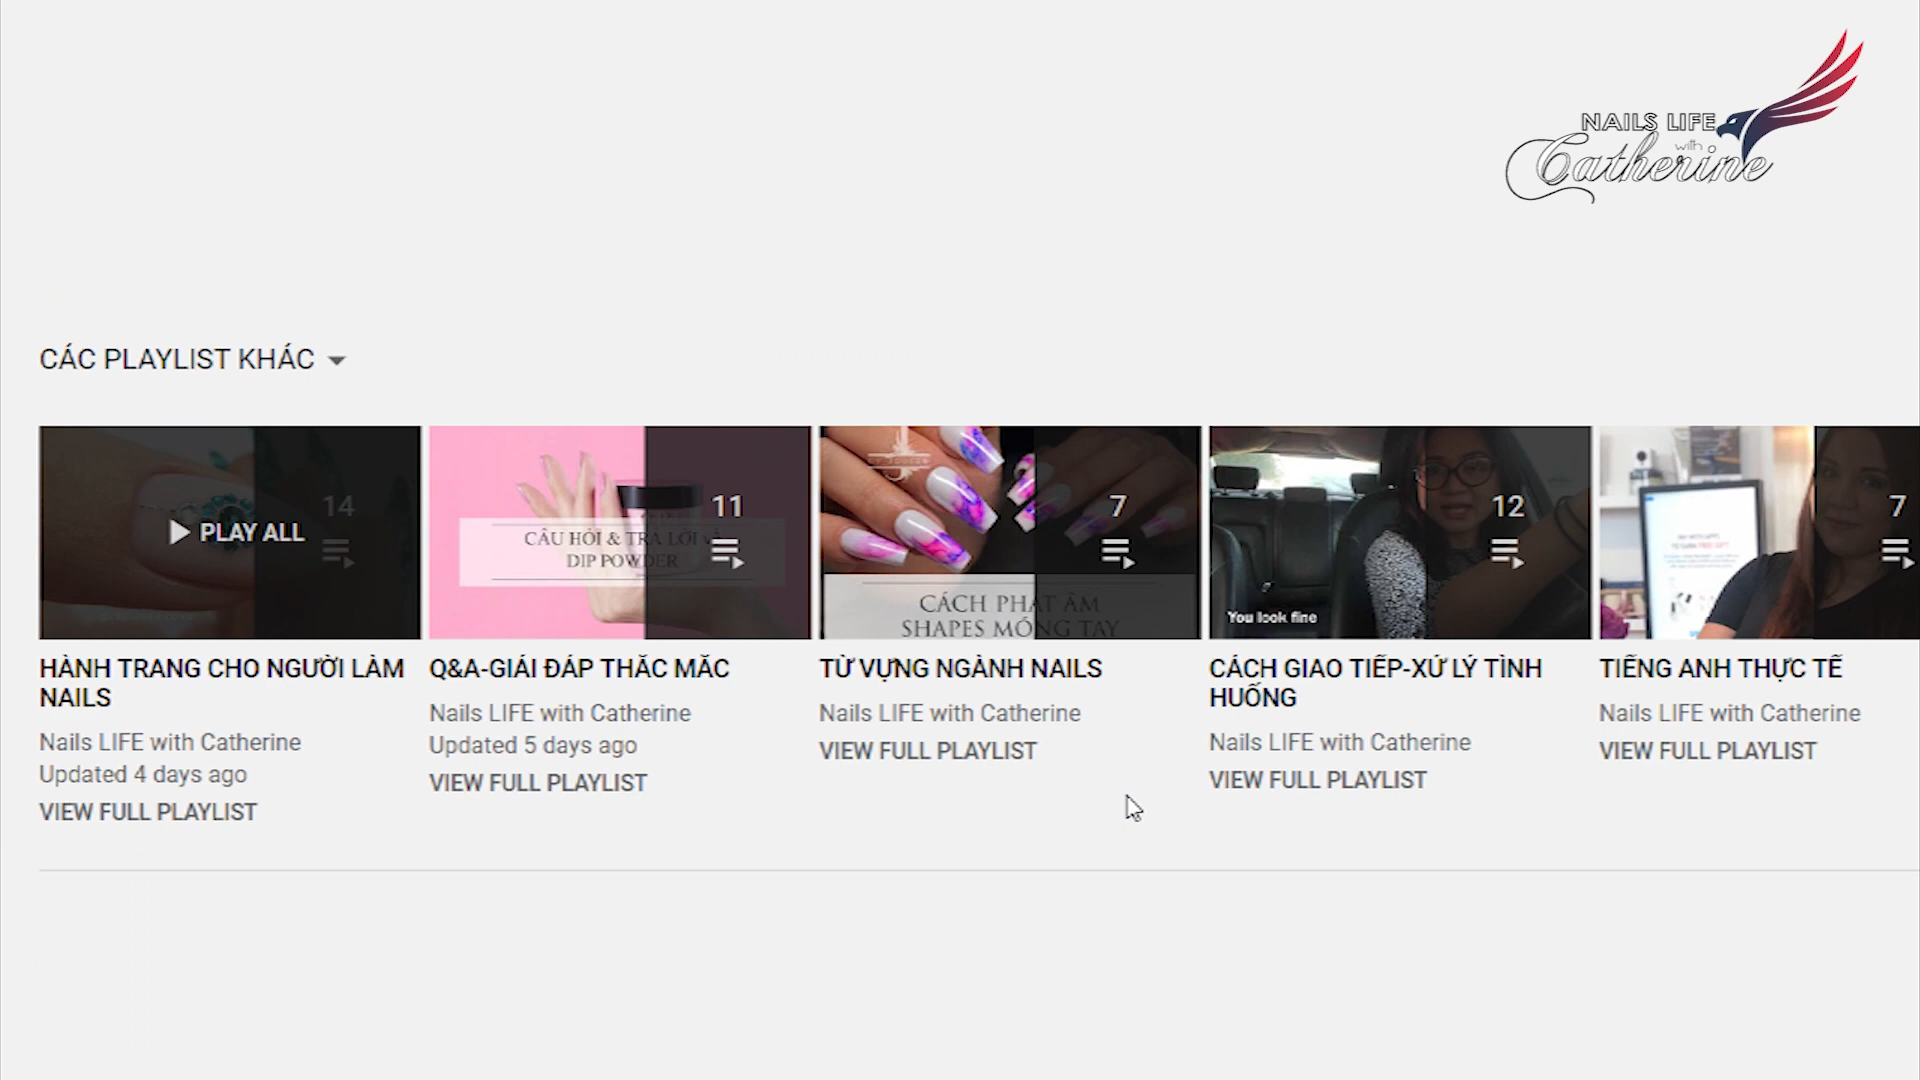 NAILS LIFE
with
Catherine
CÁC PLAYLIST KHÁC
PLAY ALL
14
CÂU HỎI & TRẢ LỜI VỀ
DIP POWDER
11
CÁCH PHÁT ÂM
SHAPES MÓNG TAY
7
You look fine
12
7
HÀNH TRANG CHO NGƯỜI LÀM
NAILS
Nails LIFE with Catherine
Updated 4 days ago
VIEW FULL PLAYLIST
Q&A-GIẢI ĐÁP THẮC MẮC
Nails LIFE with Catherine
Updated 5 days ago
VIEW FULL PLAYLIST
TỪ VỰNG NGÀNH NAILS
Nails LIFE with Catherine
VIEW FULL PLAYLIST
CÁCH GIAO TIẾP-XỬ LÝ TÌNH
HUỐNG
Nails LIFE with Catherine
VIEW FULL PLAYLIST
TIẾNG ANH THỰC TẾ
Nails LIFE with Catherine
VIEW FULL PLAYLIST